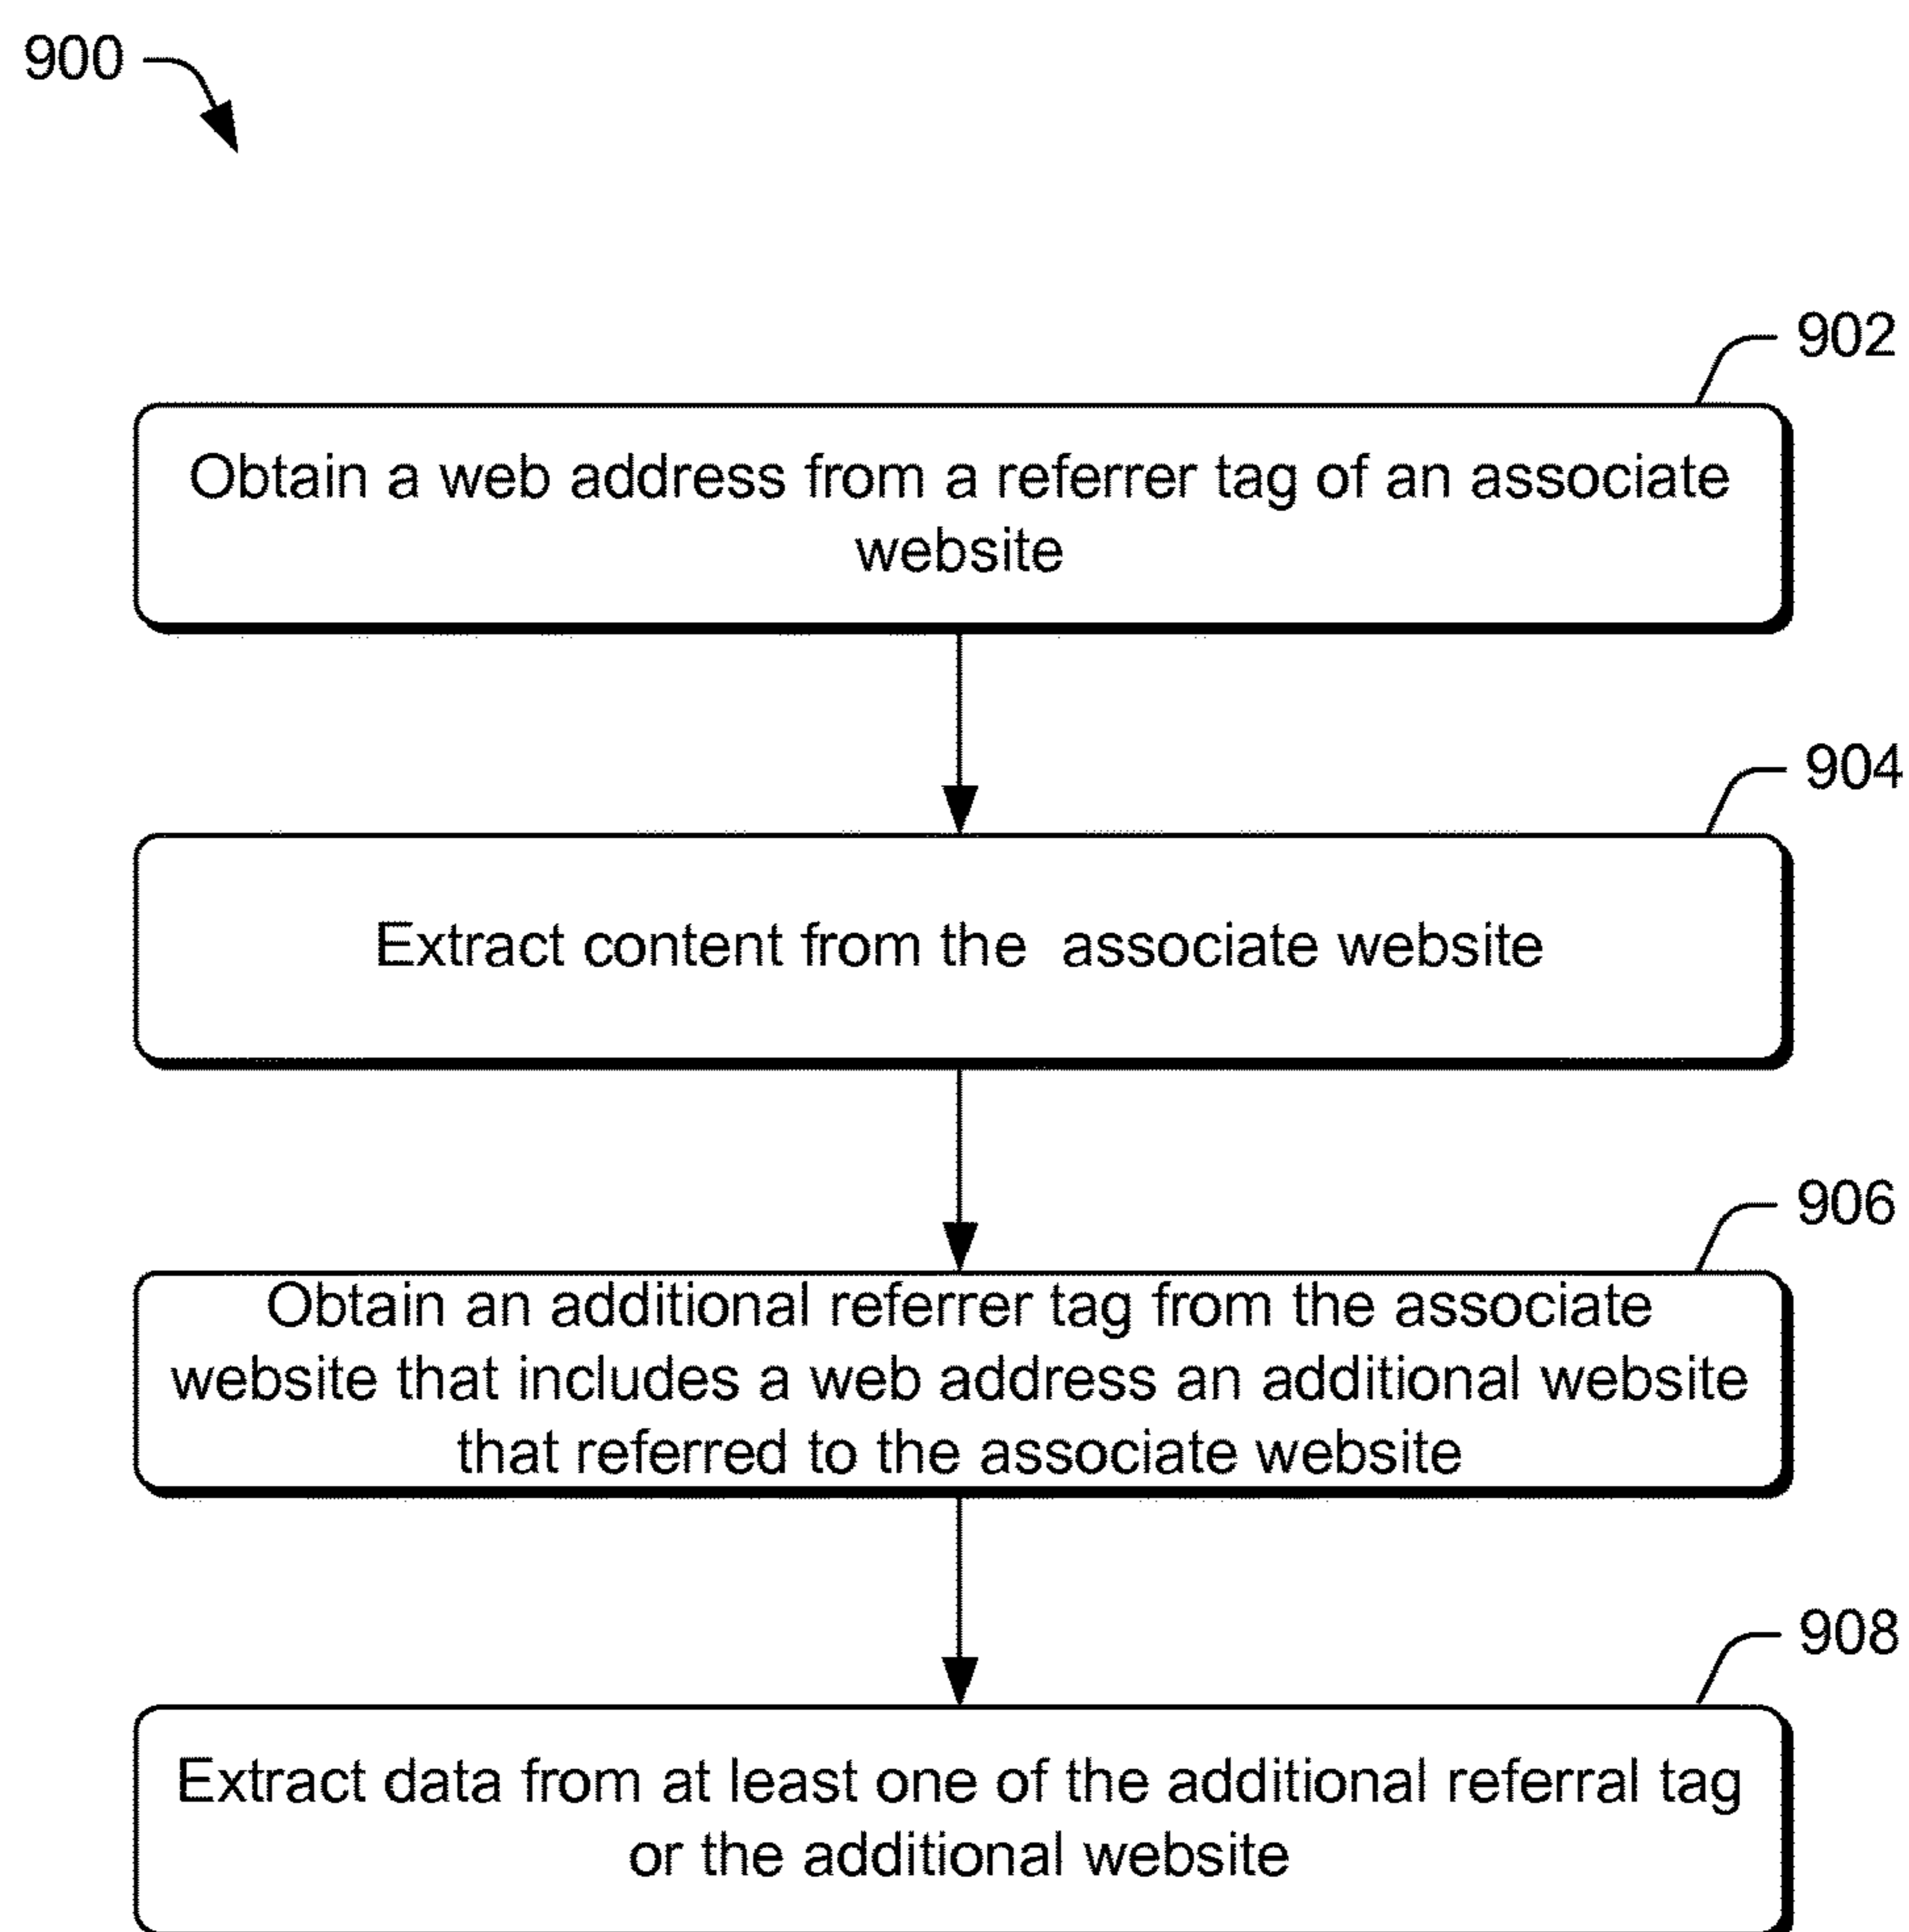 900
902
Obtain a web address from a referrer tag of an associate
website
904
Extract content from the  associate website
906
Obtain an additional referrer tag from the associate
website that includes a web address an additional website
that referred to the associate website
908
Extract data from at least one of the additional referral tag
or the additional website